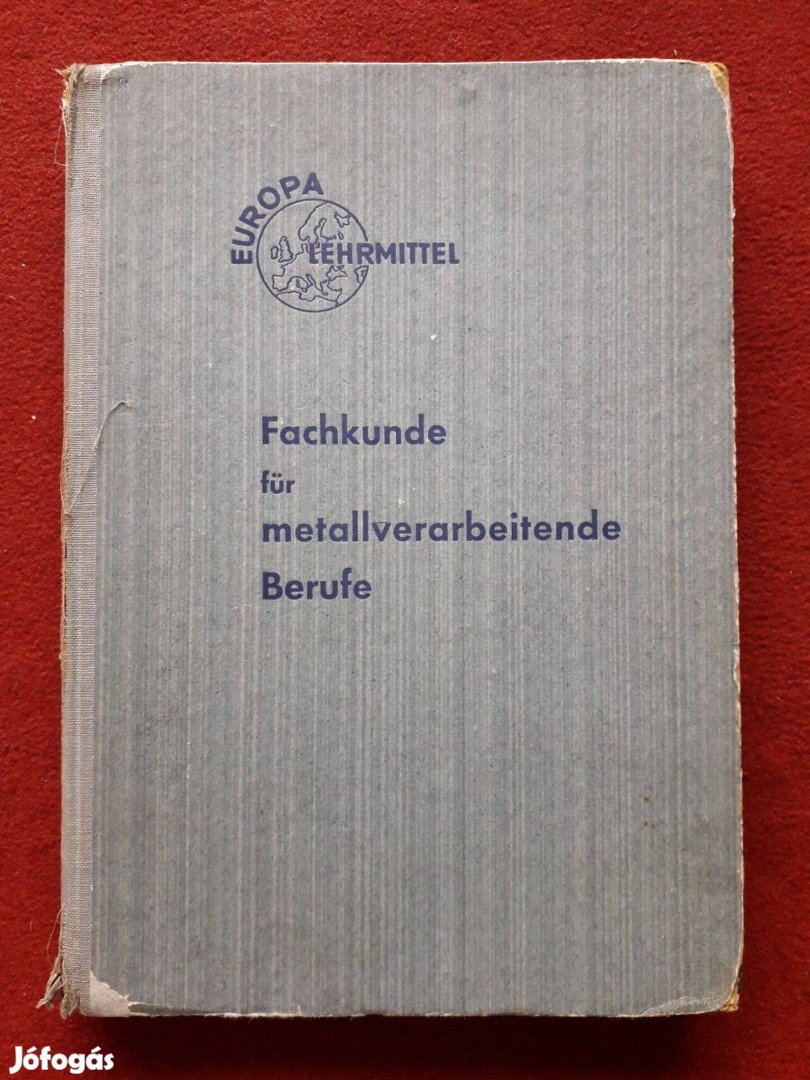 EUROPA
LEHRMITTEL
Fachkunde
für
metallverarbeitende
Berufe
Jófogás